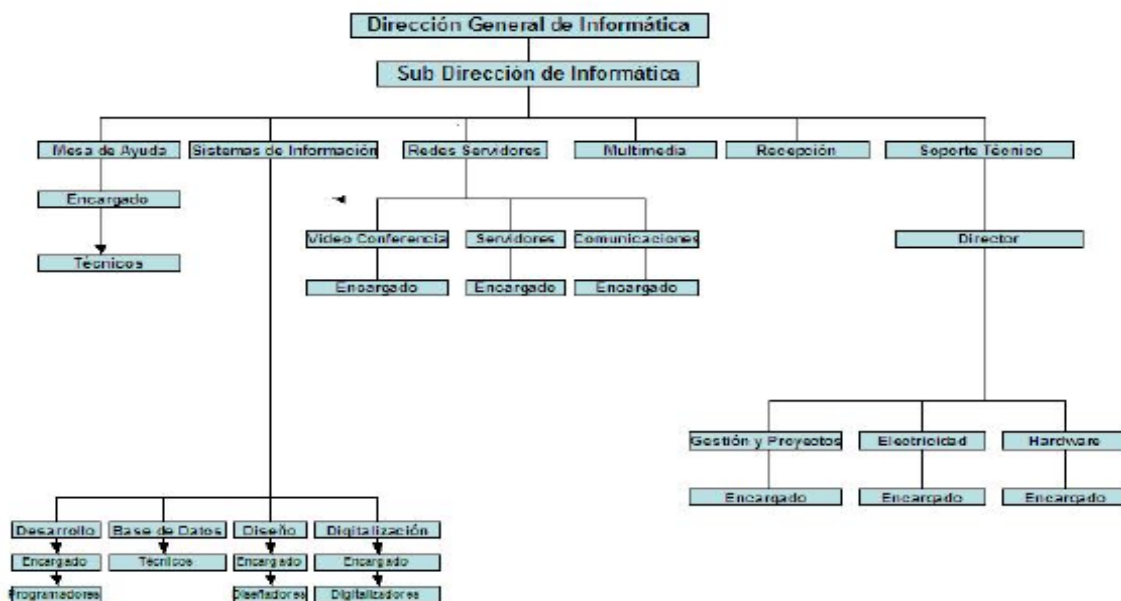 Dirección General de Informática
Sub Dirección de Informática
Mesa de Ayuda
Sistemas de Información
Redes Servidores
Multimedia
Recepción
Soporte Técnico
Encargado
Técnicos
Video Conferencia
Servidores
Comunicaciones
Director
Encargado
Encargado
Encargado
Gestión y Proyectos
Electricidad
Hardware
Encargado
Encargado
Encargado
Desarrollo
Base de Datos
Diseño
Digitalización
Encargado
Técnicos
Encargado
Encargado
Programadores
Diseñadores
Digitalizadores